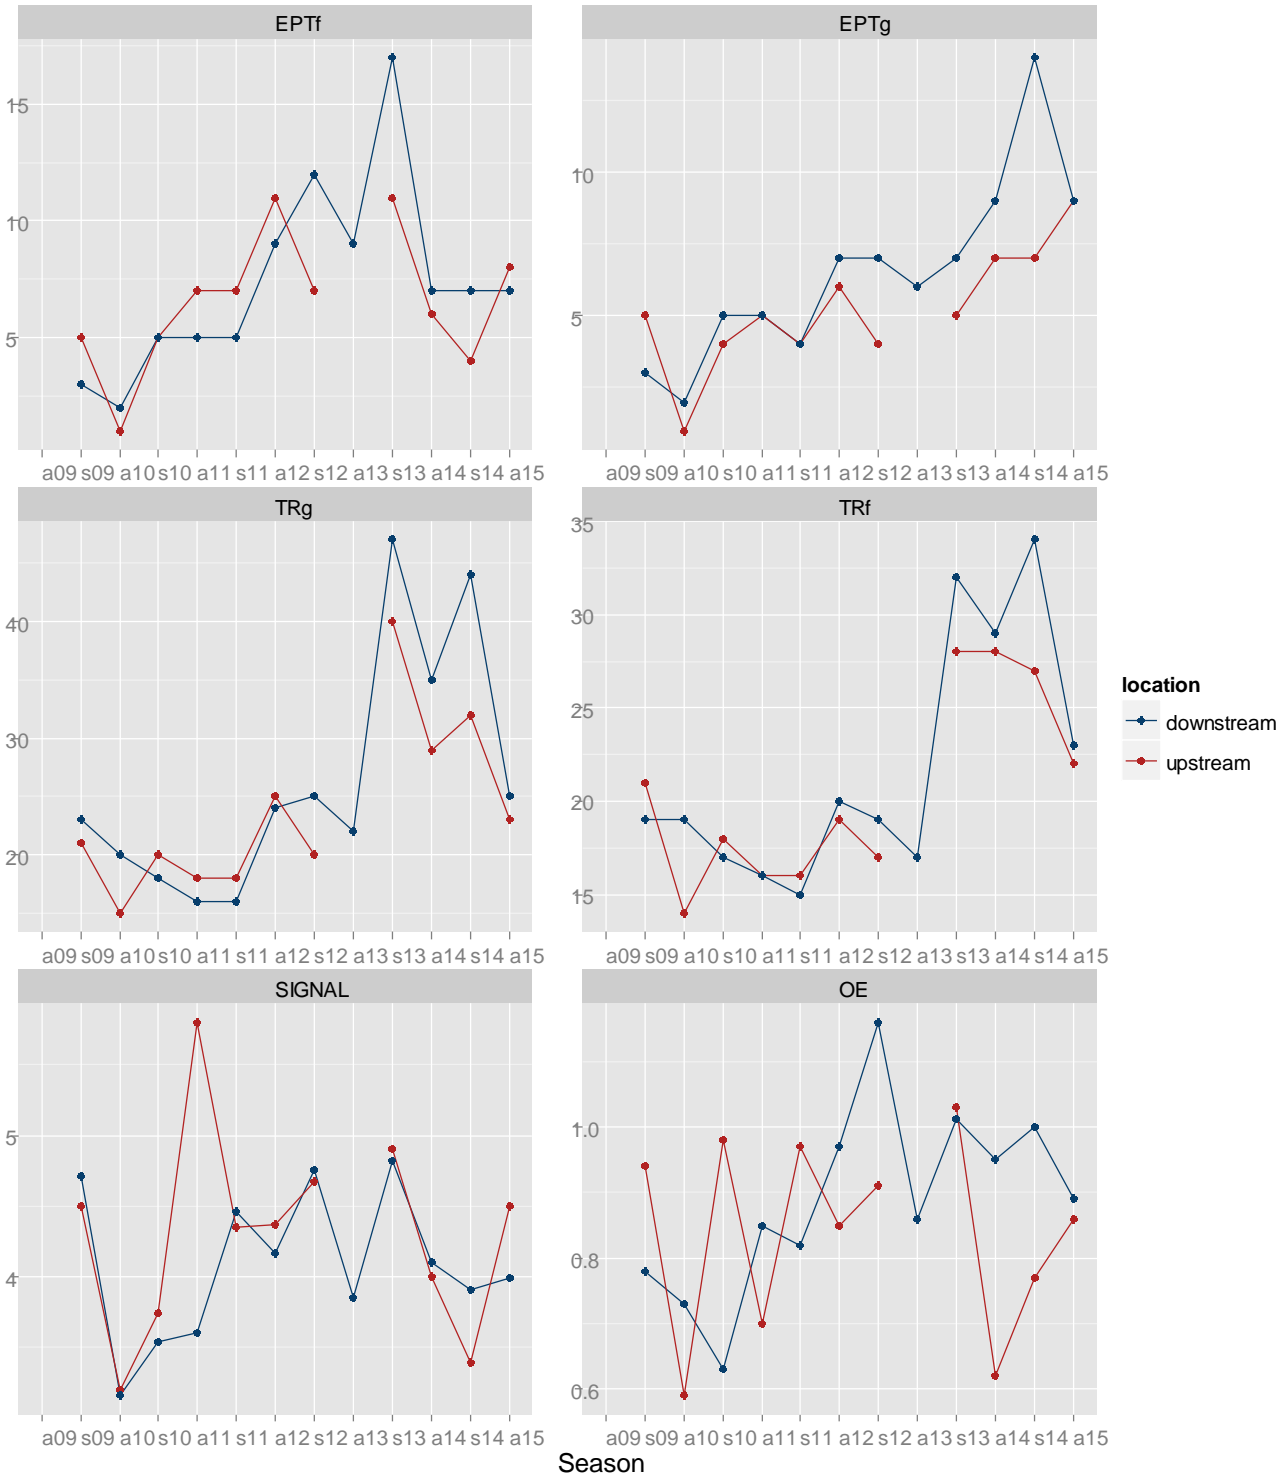 EPTf EPTg
15
10
5
10
5
a09 s09 a10 s10 a11 s11 a12 s12 a13 s13 a14 s14 a15
a09 s09 a10 s10 a11 s11 a12 s12 a13 s13 a14 s14 a15
TRg TRf
40
30
20
35
30
25
20
15
a09 s09 a10 s10 a11 s11 a12 s12 a13 s13 a14 s14 a15
a09 s09 a10 s10 a11 s11 a12 s12 a13 s13 a14 s14 a15
location
downstream
upstream
SIGNAL OE
5
4
1.0
0.8
0.6
a09 s09 a10 s10 a11 s11 a12 s12 a13 s13 a14 s14 a15
a09 s09 a10 s10 a11 s11 a12 s12 a13 s13 a14 s14 a15
Season